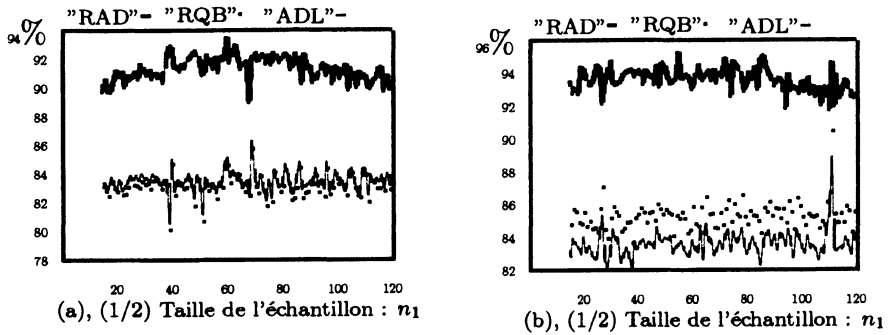 "RAD"- "RQB"· "ADL"-
94%
92
90
88
84
82
80
78
20 40 60 80 100 120
(a), (1/2) Taille de l'échantillon : n₁
"RAD"- "RQB"· "ADL"-
96%
94
92
90
88
86
84
82
20 40 60 80 100 120
(b), (1/2) Taille de l'échantillon : n₁